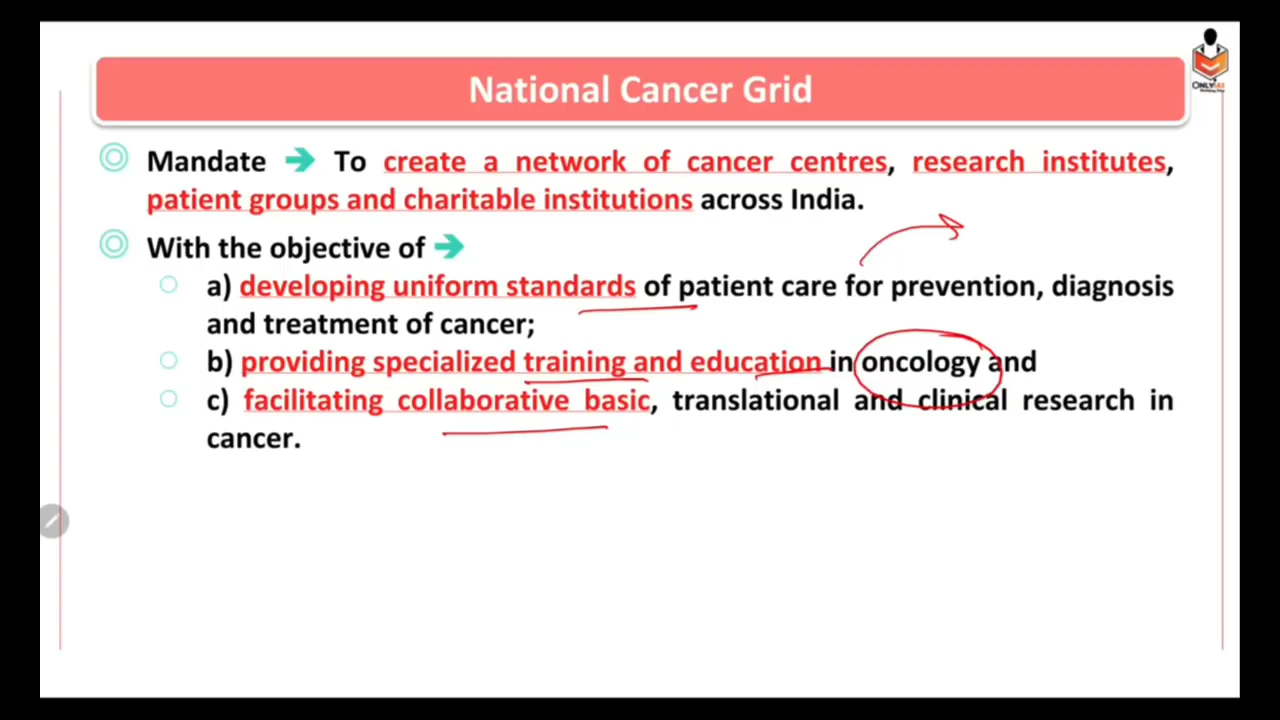 National Cancer Grid
ONLYIAS
Mandate → To create a network of cancer centres, research institutes,
patient groups and charitable institutions across India.
With the objective of →
a) developing uniform standards of patient care for prevention, diagnosis
and treatment of cancer;
b) providing specialized training and education in oncology and
c) facilitating collaborative basic, translational and clinical research in
cancer.